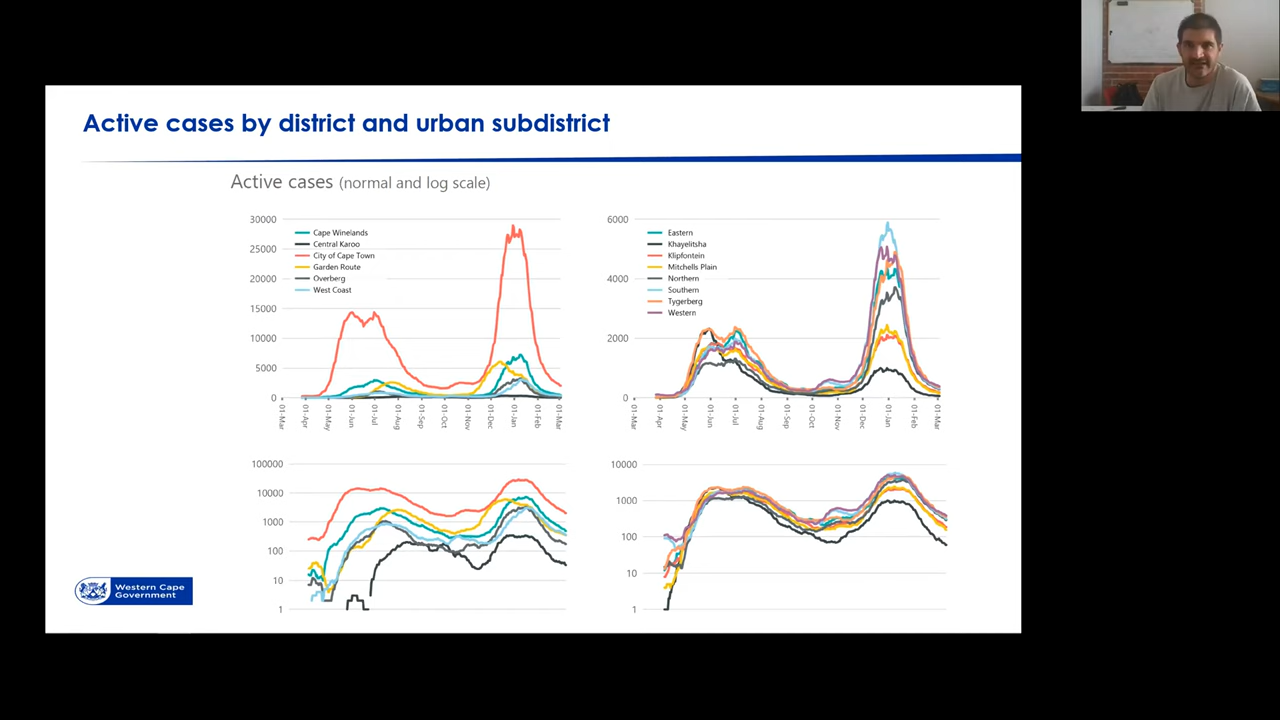 Active cases by district and urban subdistrict
Active cases (normal and log scale)
30000
25000
20000
15000
10000
5000
0
Cape Winelands
Central Karoo
City of Cape Town
Garden Route
Overberg
West Coast
01-Mar
01-Apr
01-May
01-Jun
01-Jul
01-Aug
01-Sep
01-Oct
01-Nov
01-Dec
01-Jan
01-Feb
01-Mar
6000
4000
2000
0
Eastern
Khayelitsha
Klipfontein
Mitchells Plain
Northern
Southern
Tygerberg
Western
01-Mar
01-Apr
01-May
01-Jun
01-Jul
01-Aug
01-Sep
01-Oct
01-Nov
01-Dec
01-Jan
01-Feb
01-Mar
100000
10000
1000
100
10
1
10000
1000
100
10
1
Western Cape
Government